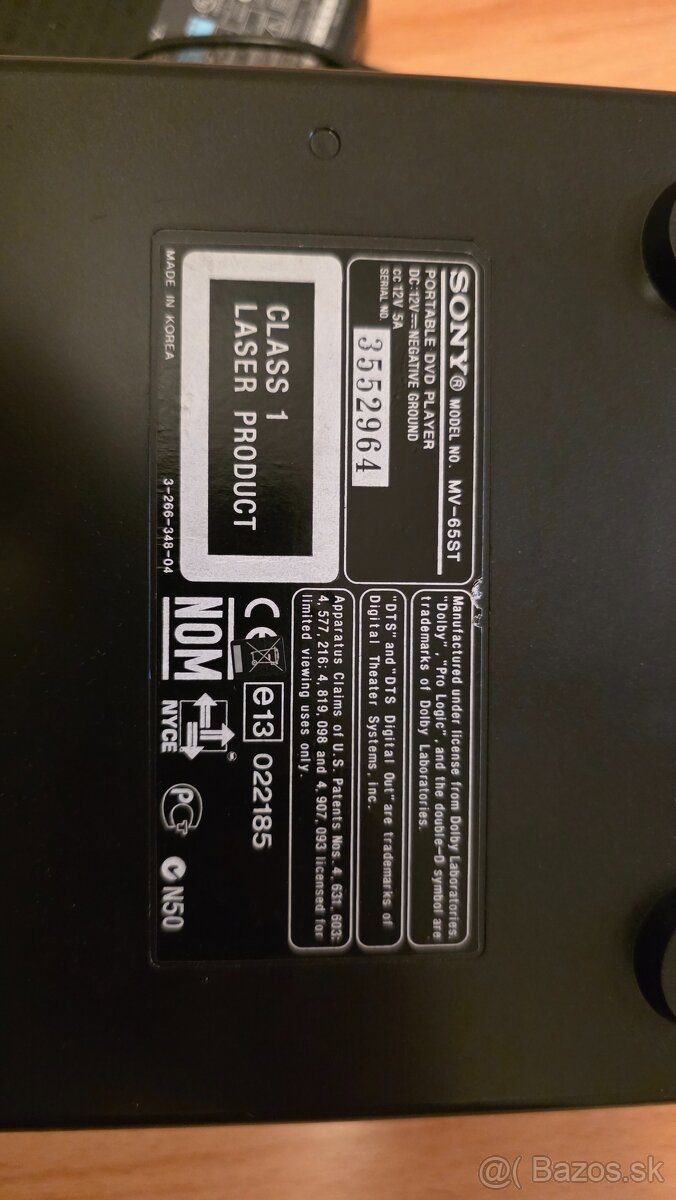 SONY® MODEL NO. MV-65ST
PORTABLE DVD PLAYER
DC:12V⎓NEGATIVE GROUND
CC 12V 5A
SERIAL NO. 3552964
CLASS 1
LASER PRODUCT
MADE IN KOREA
3-266-348-04
Manufactured under license from Dolby Laboratories.
"Dolby", "Pro Logic", and the double-D symbol are
trademarks of Dolby Laboratories.
"DTS" and "DTS Digital Out" are trademarks of
Digital Theater Systems, inc.
Apparatus Claims of U.S. Patents Nos. 4, 631, 603;
4, 577, 216; 4, 819, 098 and 4, 907, 093 licensed for
limited viewing uses only.
CE e13 022185
NOM NYCE PCT N50
@( Bazos.sk